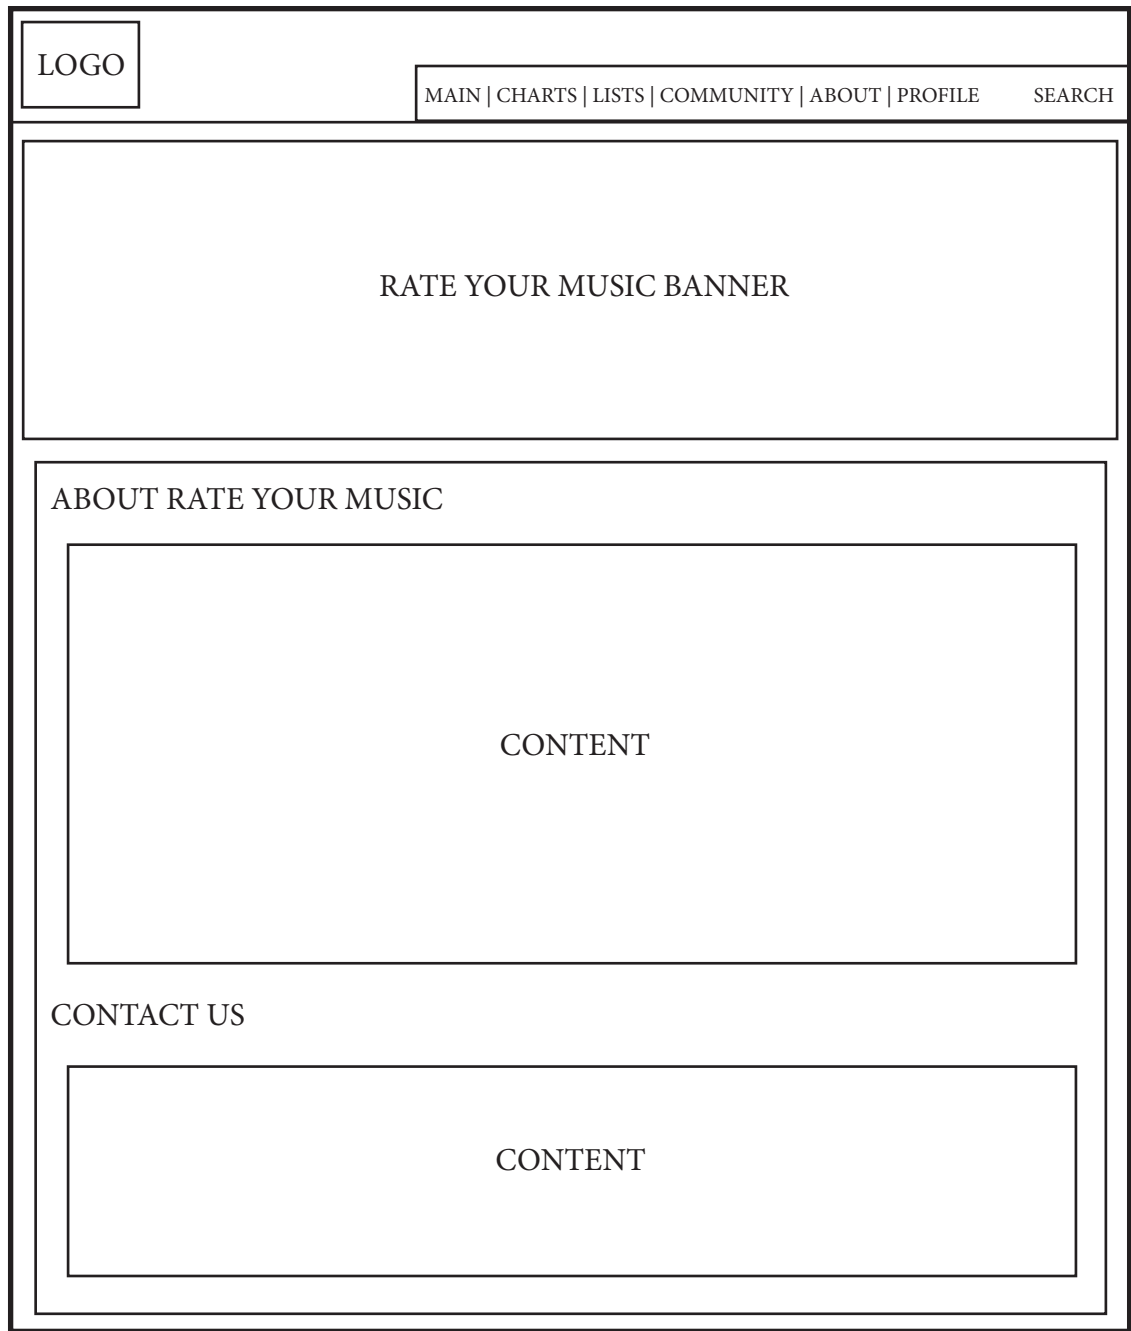 LOGO
MAIN | CHARTS | LISTS | COMMUNITY | ABOUT | PROFILE SEARCH
RATE YOUR MUSIC BANNER
ABOUT RATE YOUR MUSIC
CONTENT
CONTACT US
CONTENT